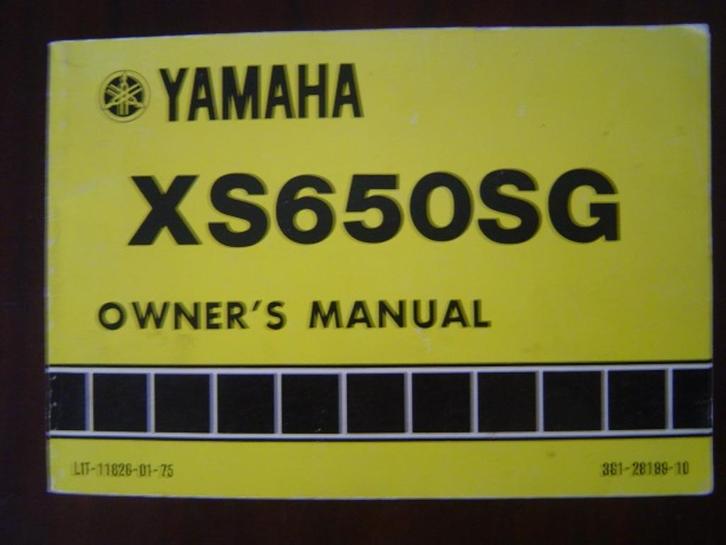 YAMAHA
XS650SG
OWNER'S MANUAL
LIT-11626-01-75
3G1-28199-10